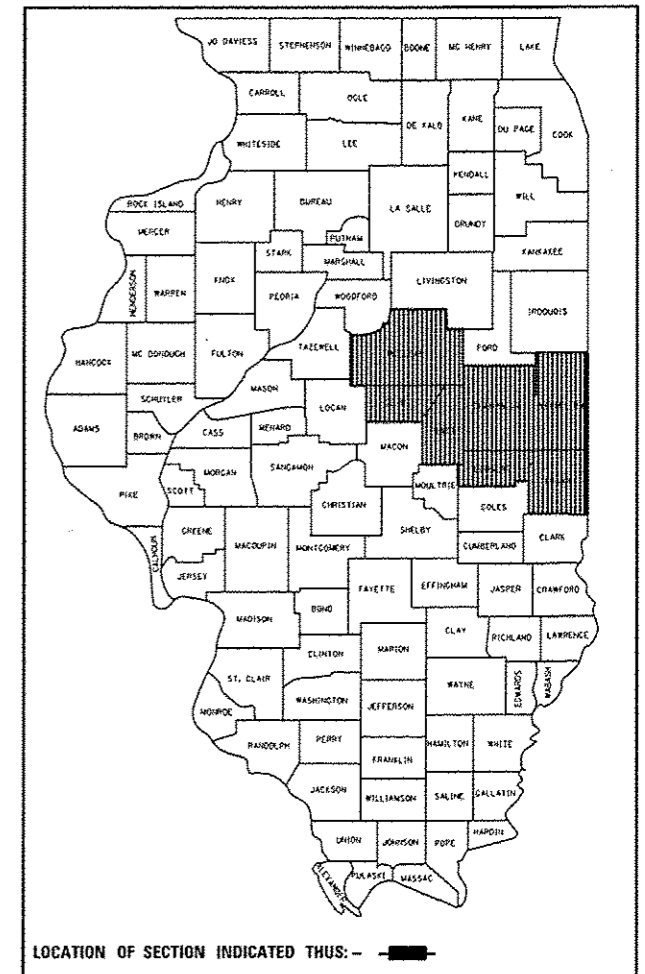 JO DAVIESS STEPHENSON WINNEBAGO BOONE MC HENRY LAKE
CARROLL OGLE DE KALB KANE DU PAGE COOK
WHITESIDE LEE
KENDALL WILL
ROCK ISLAND HENRY BUREAU LA SALLE GRUNDY
MERCER PUTNAM KANKAKEE
STARK MARSHALL LIVINGSTON
HENDERSON WARREN KNOX PEORIA WOODFORD IROQUOIS
HANCOCK MC DONOUGH FULTON TAZEWELL FORD
SCHUYLER MASON LOGAN
ADAMS BROWN CASS MENARD MACON
PIKE SCOTT MORGAN SANGAMON CHRISTIAN MOULTRIE COLES
CALHOUN GREENE MACOUPIN MONTGOMERY SHELBY CUMBERLAND CLARK
JERSEY FAYETTE EFFINGHAM JASPER CRAWFORD
MADISON BOND CLAY RICHLAND LAWRENCE
CLINTON MARION
ST. CLAIR WAYNE EDWARDS WABASH
MONROE WASHINGTON JEFFERSON
RANDOLPH PERRY HAMILTON WHITE
FRANKLIN
JACKSON WILLIAMSON SALINE GALLATIN
UNION JOHNSON POPE HARDIN
ALEXANDER PULASKI MASSAC
LOCATION OF SECTION INDICATED THUS: –